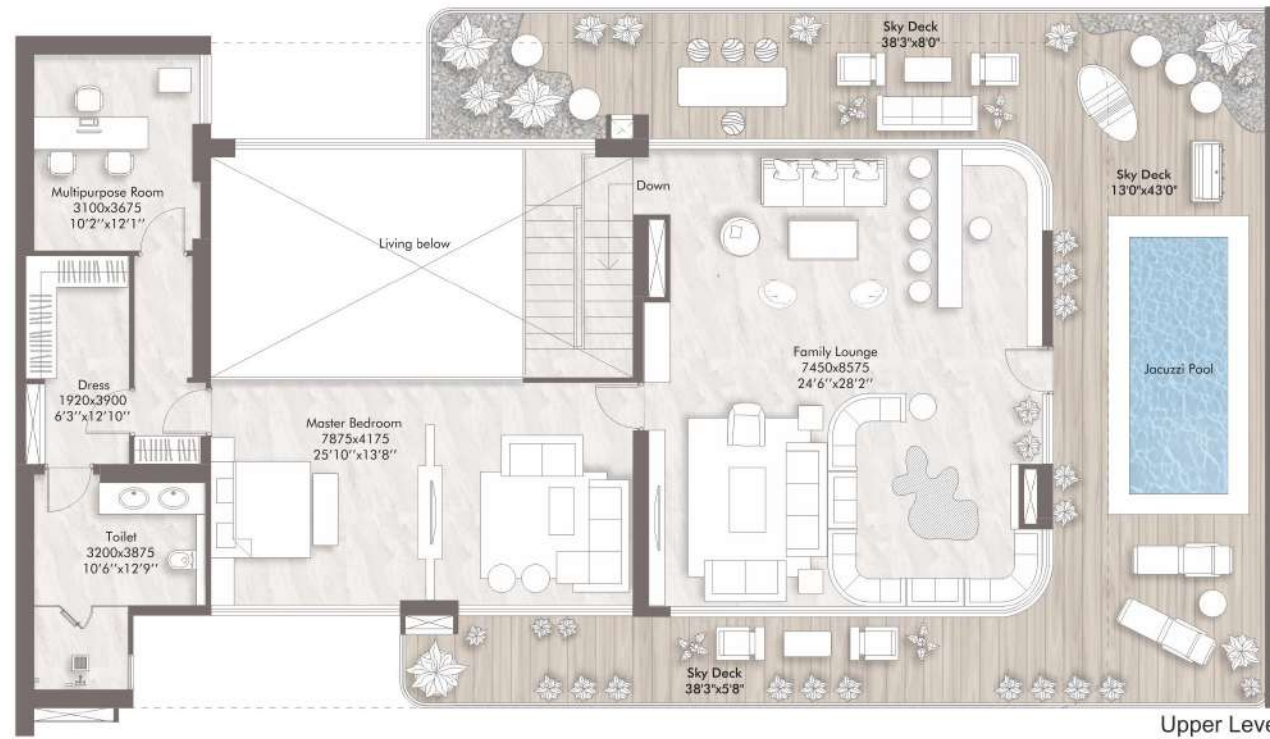 Sky Deck
38'3"x8'0"
Multipurpose Room
3100x3675
10'2''x12'1''
Down
Sky Deck
13'0"x43'0"
Living below
Family Lounge
7450x8575
24'6''x28'2''
Jacuzzi Pool
Dress
1920x3900
6'3''x12'10''
Master Bedroom
7875x4175
25'10''x13'8''
Toilet
3200x3875
10'6''x12'9''
Sky Deck
38'3"x5'8"
Upper Leve